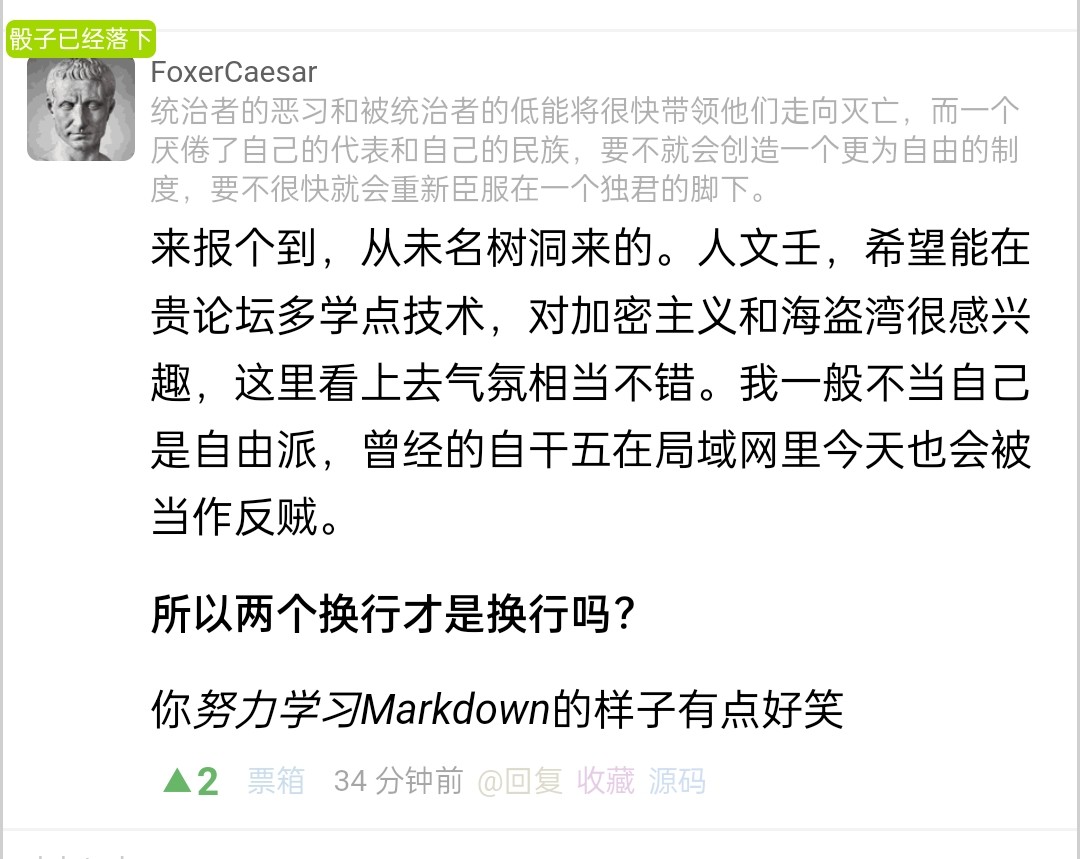 骰子已经落下
FoxerCaesar
统治者的恶习和被统治者的低能将很快带领他们走向灭亡，而一个
厌倦了自己的代表和自己的民族，要不就会创造一个更为自由的制
度，要不很快就会重新臣服在一个独君的脚下。
来报个到，从未名树洞来的。人文壬，希望能在
贵论坛多学点技术，对加密主义和海盗湾很感兴
趣，这里看上去气氛相当不错。我一般不当自己
是自由派，曾经的自干五在局域网里今天也会被
当作反贼。
所以两个换行才是换行吗？
你努力学习Markdown的样子有点好笑
▲2 票箱 34 分钟前 @回复 收藏 源码